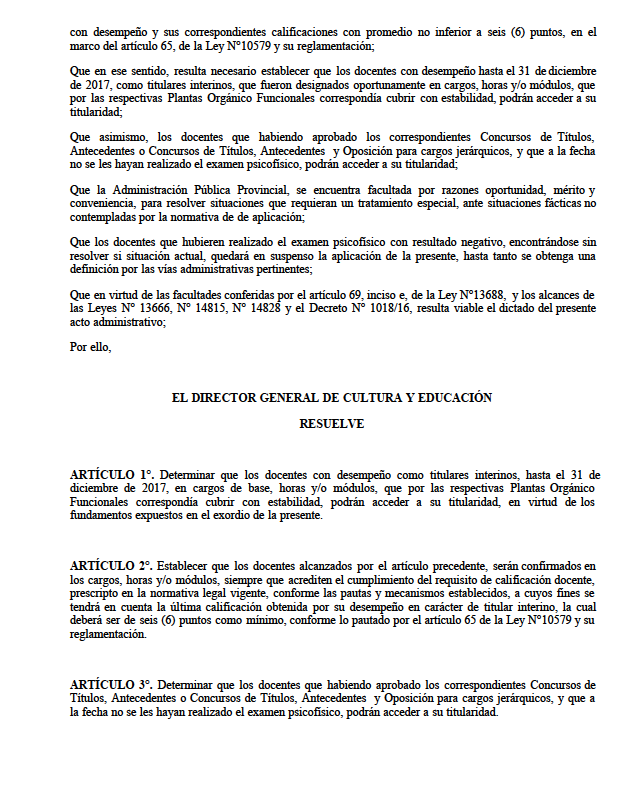 con desempeño y sus correspondientes calificaciones con promedio no inferior a seis (6) puntos, en el
marco del artículo 65, de la Ley N°10579 y su reglamentación;
Que en ese sentido, resulta necesario establecer que los docentes con desempeño hasta el 31 de diciembre
de 2017, como titulares interinos, que fueron designados oportunamente en cargos, horas y/o módulos, que
por las respectivas Plantas Orgánico Funcionales correspondía cubrir con estabilidad, podrán acceder a su
titularidad;
Que asimismo, los docentes que habiendo aprobado los correspondientes Concursos de Títulos,
Antecedentes o Concursos de Títulos, Antecedentes y Oposición para cargos jerárquicos, y que a la fecha
no se les hayan realizado el examen psicofísico, podrán acceder a su titularidad;
Que la Administración Pública Provincial, se encuentra facultada por razones oportunidad, mérito y
conveniencia, para resolver situaciones que requieran un tratamiento especial, ante situaciones fácticas no
contempladas por la normativa de de aplicación;
Que los docentes que hubieren realizado el examen psicofísico con resultado negativo, encontrándose sin
resolver si situación actual, quedará en suspenso la aplicación de la presente, hasta tanto se obtenga una
definición por las vías administrativas pertinentes;
Que en virtud de las facultades conferidas por el artículo 69, inciso e, de la Ley N°13688, y los alcances de
las Leyes N° 13666, N° 14815, N° 14828 y el Decreto N° 1018/16, resulta viable el dictado del presente
acto administrativo;
Por ello,
EL DIRECTOR GENERAL DE CULTURA Y EDUCACIÓN
RESUELVE
ARTÍCULO 1°. Determinar que los docentes con desempeño como titulares interinos, hasta el 31 de
diciembre de 2017, en cargos de base, horas y/o módulos, que por las respectivas Plantas Orgánico
Funcionales correspondía cubrir con estabilidad, podrán acceder a su titularidad, en virtud de los
fundamentos expuestos en el exordio de la presente.
ARTÍCULO 2°. Establecer que los docentes alcanzados por el artículo precedente, serán confirmados en
los cargos, horas y/o módulos, siempre que acrediten el cumplimiento del requisito de calificación docente,
prescripto en la normativa legal vigente, conforme las pautas y mecanismos establecidos, a cuyos fines se
tendrá en cuenta la última calificación obtenida por su desempeño en carácter de titular interino, la cual
deberá ser de seis (6) puntos como mínimo, conforme lo pautado por el artículo 65 de la Ley N°10579 y su
reglamentación.
ARTÍCULO 3°. Determinar que los docentes que habiendo aprobado los correspondientes Concursos de
Títulos, Antecedentes o Concursos de Títulos, Antecedentes y Oposición para cargos jerárquicos, y que a
la fecha no se les hayan realizado el examen psicofísico, podrán acceder a su titularidad.